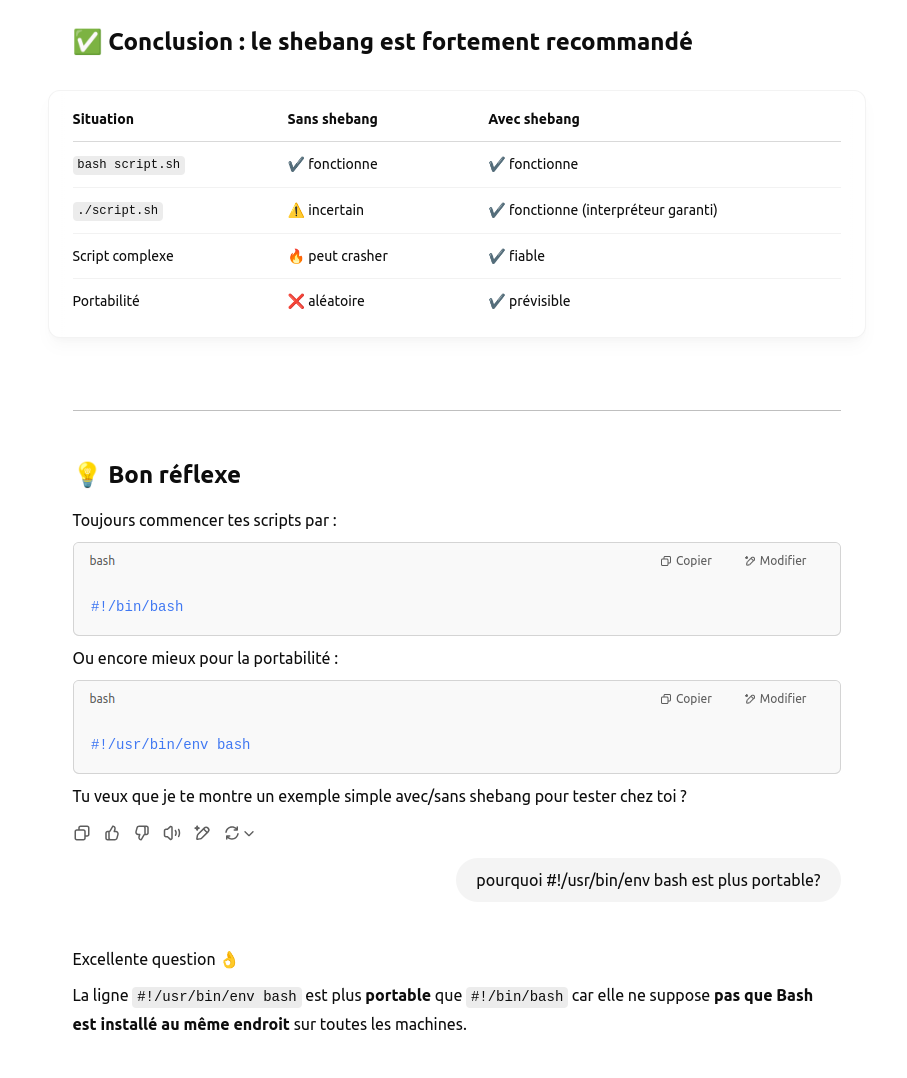 ✅ Conclusion : le shebang est fortement recommandé
Situation Sans shebang Avec shebang
bash script.sh ✔️ fonctionne ✔️ fonctionne
./script.sh ⚠️ incertain ✔️ fonctionne (interpréteur garanti)
Script complexe 🔥 peut crasher ✔️ fiable
Portabilité ❌ aléatoire ✔️ prévisible
💡 Bon réflexe
Toujours commencer tes scripts par :
bash Copier Modifier
#!/bin/bash
Ou encore mieux pour la portabilité :
bash Copier Modifier
#!/usr/bin/env bash
Tu veux que je te montre un exemple simple avec/sans shebang pour tester chez toi ?
pourquoi #!/usr/bin/env bash est plus portable?
Excellente question 👌
La ligne #!/usr/bin/env bash est plus portable que #!/bin/bash car elle ne suppose pas que Bash
est installé au même endroit sur toutes les machines.